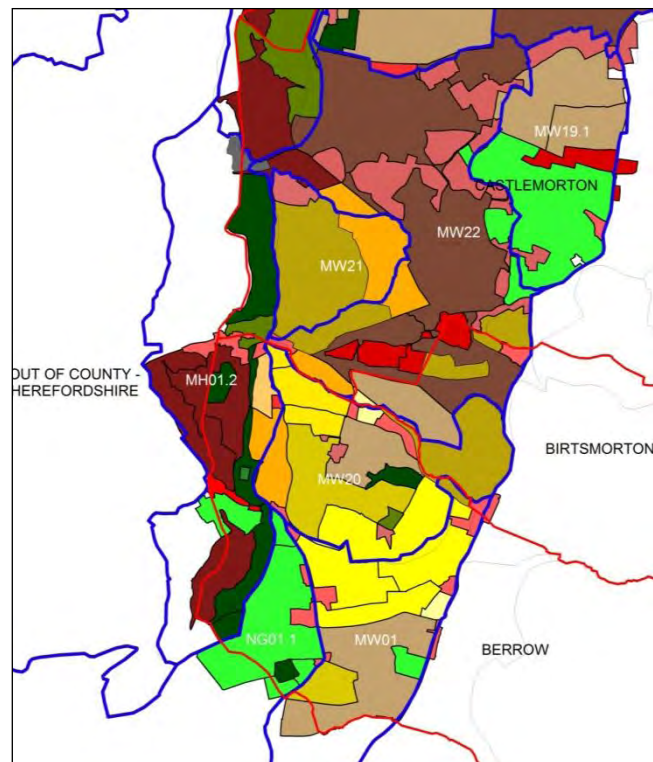 MW19.1
CASTLEMORTON
MW22
MW21
OUT OF COUNTY -
HEREFORDSHIRE
MH01.2
BIRTSMORTON
MW20
NG01.1
MW01
BERROW